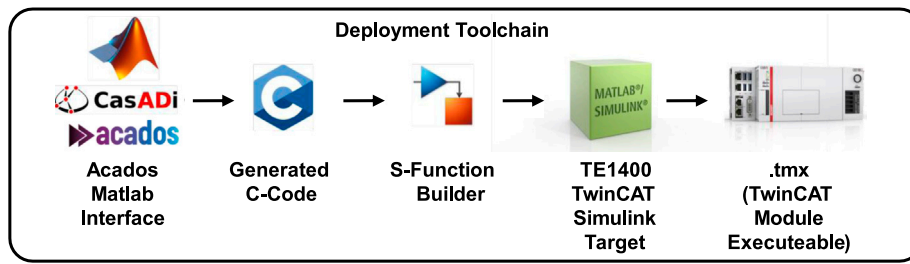 Deployment Toolchain
CasADi
acados
C
MATLAB®/
SIMULINK®
Acados
Matlab
Interface
Generated
C-Code
S-Function
Builder
TE1400
TwinCAT
Simulink
Target
.tmx
(TwinCAT
Module
Executeable)